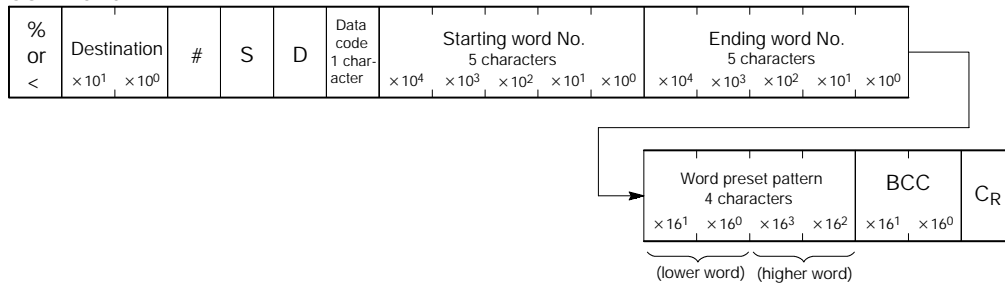 % or <
Destination
×10¹ ×10⁰
#
S
D
Data code 1 char- acter
Starting word No.
5 characters
×10⁴ ×10³ ×10² ×10¹ ×10⁰
Ending word No.
5 characters
×10⁴ ×10³ ×10² ×10¹ ×10⁰
Word preset pattern
4 characters
×16¹ ×16⁰ ×16³ ×16²
BCC
×16¹ ×16⁰
CR
(lower word) (higher word)